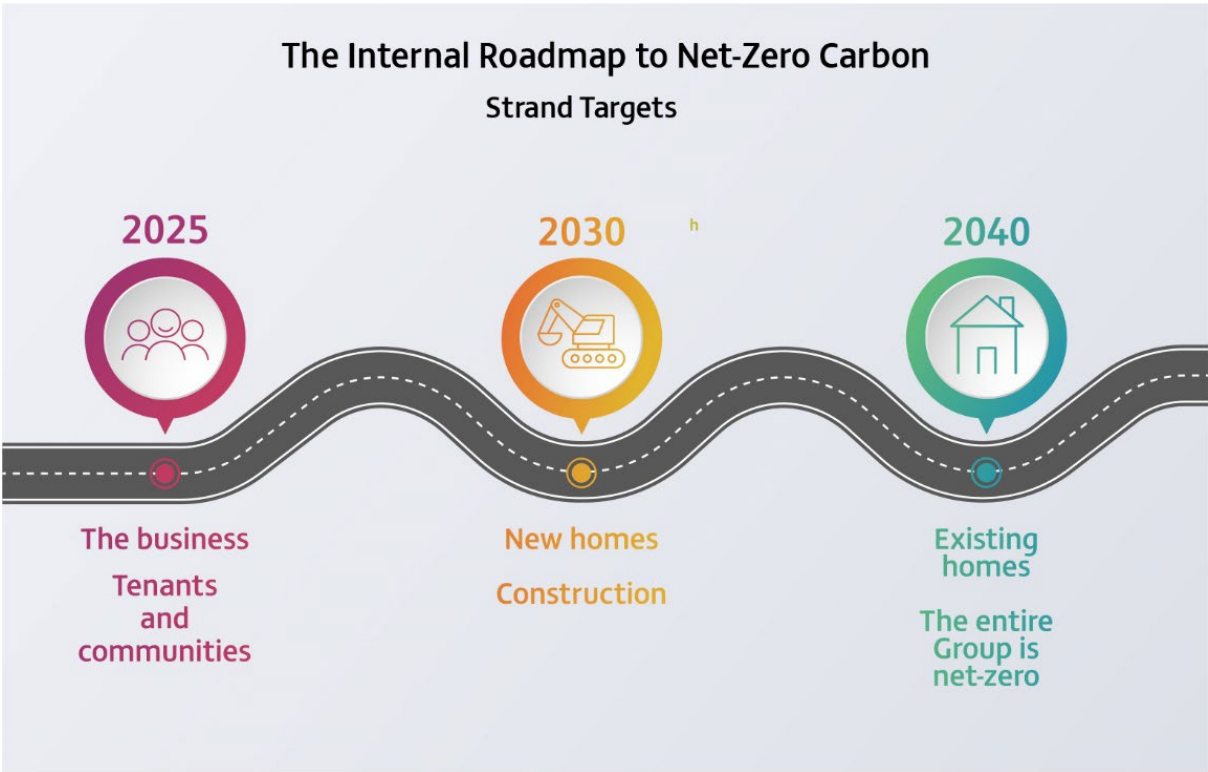 The Internal Roadmap to Net-Zero Carbon
Strand Targets
2025
2030
h
2040
The business
Tenants
and
communities
New homes
Construction
Existing
homes
The entire
Group is
net-zero